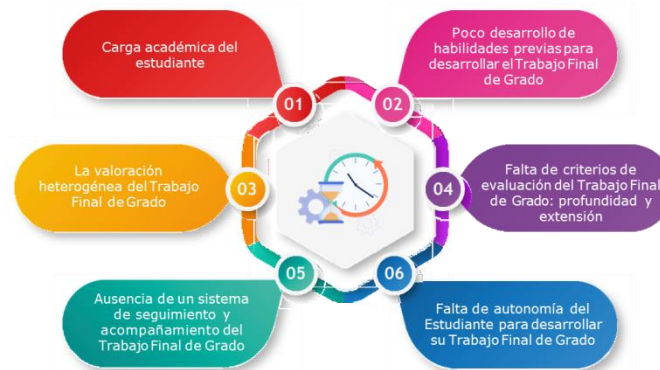 01
Carga académica del
estudiante
02
Poco desarrollo de
habilidades previas para
desarrollar el Trabajo Final
de Grado
03
La valoración
heterogénea del Trabajo
Final de Grado
04
Falta de criterios de
evaluación del Trabajo Final
de Grado: profundidad y
extensión
05
Ausencia de un sistema
de seguimiento y
acompañamiento del
Trabajo Final de Grado
06
Falta de autonomía del
Estudiante para desarrollar
su Trabajo Final de Grado